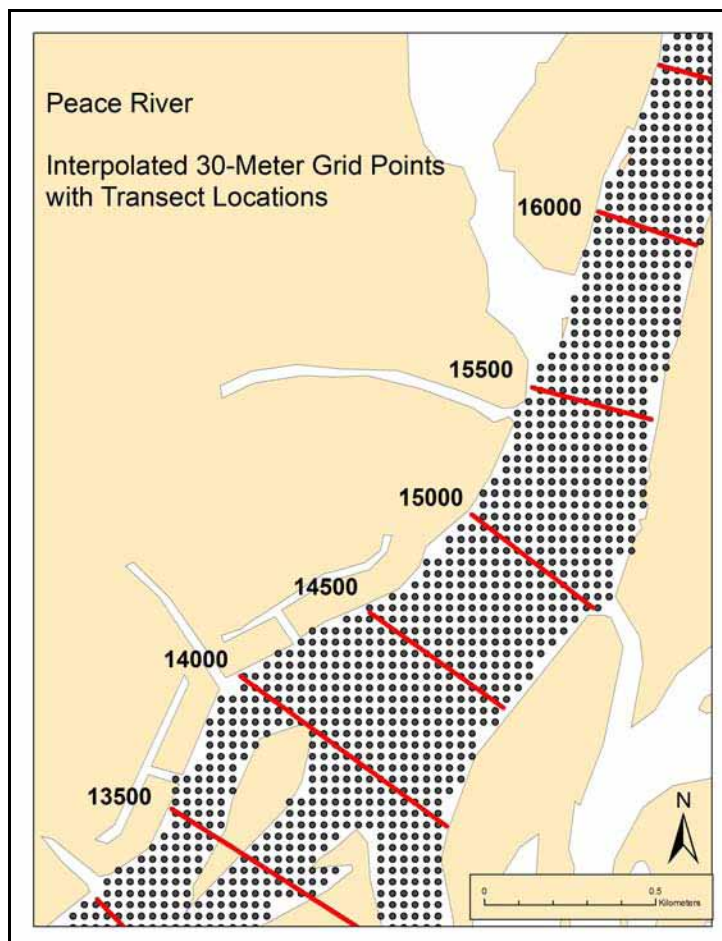 Peace River
Interpolated 30-Meter Grid Points
with Transect Locations
16000
15500
15000
14500
14000
13500
N
0 0.5
Kilometers